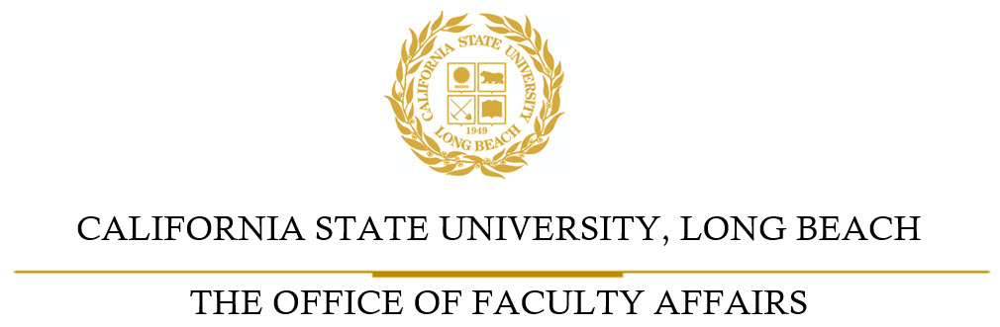 CALIFORNIA STATE UNIVERSITY
1949
LONG BEACH
CALIFORNIA STATE UNIVERSITY, LONG BEACH
THE OFFICE OF FACULTY AFFAIRS